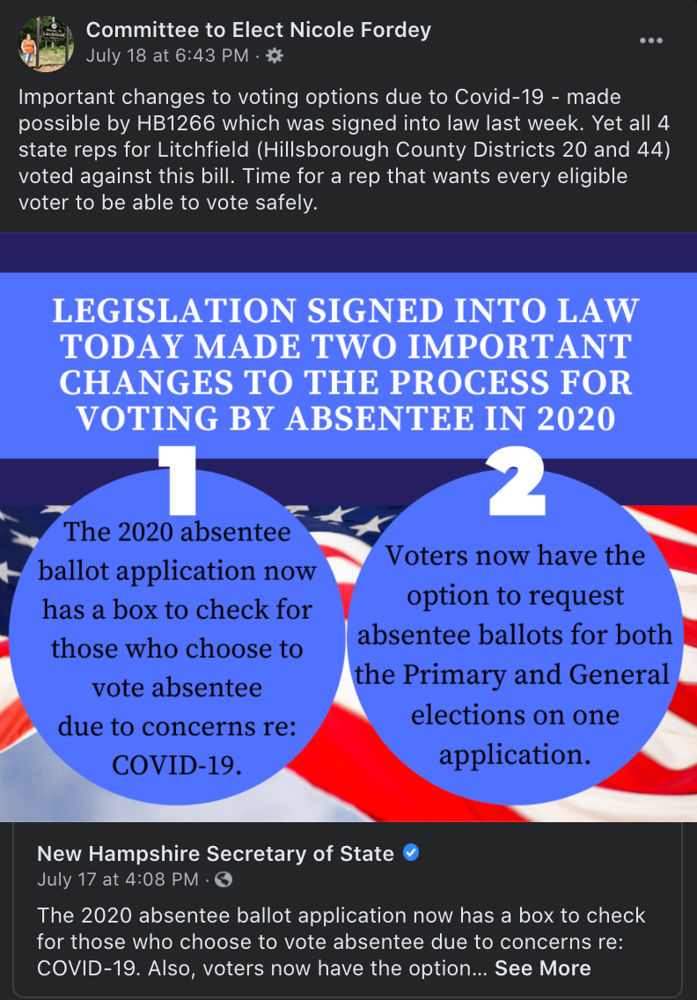 Committee to Elect Nicole Fordey
July 18 at 6:43 PM ·
Important changes to voting options due to Covid-19 - made
possible by HB1266 which was signed into law last week. Yet all 4
state reps for Litchfield (Hillsborough County Districts 20 and 44)
voted against this bill. Time for a rep that wants every eligible
voter to be able to vote safely.
LEGISLATION SIGNED INTO LAW
TODAY MADE TWO IMPORTANT
CHANGES TO THE PROCESS FOR
VOTING BY ABSENTEE IN 2020
1
The 2020 absentee
ballot application now
has a box to check for
those who choose to
vote absentee
due to concerns re:
COVID-19.
2
Voters now have the
option to request
absentee ballots for both
the Primary and General
elections on one
application.
New Hampshire Secretary of State
July 17 at 4:08 PM ·
The 2020 absentee ballot application now has a box to check
for those who choose to vote absentee due to concerns re:
COVID-19. Also, voters now have the option... See More